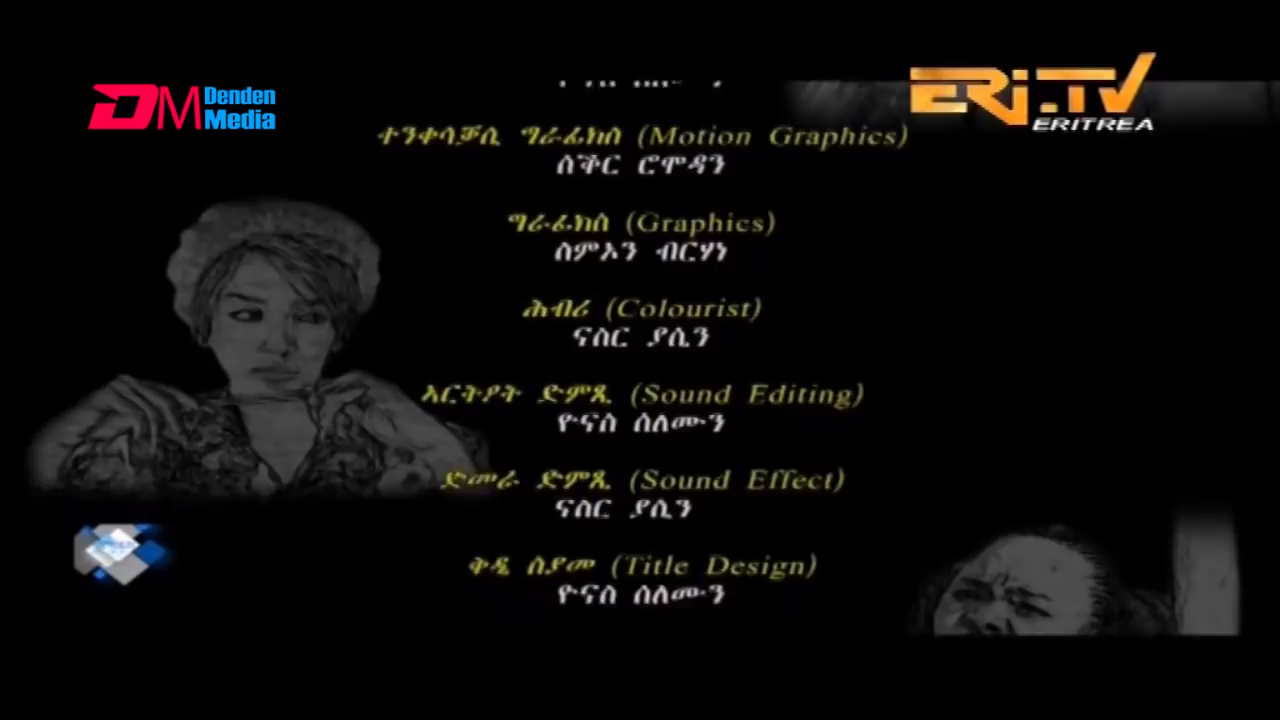 DM Denden Media
ERi.TV
ERITREA
ተንቀሳቓሲ ግራፊክስ (Motion Graphics)
ሰቕር ሮሞዳን
ግራፊክስ (Graphics)
ስምኦን ብርሃነ
ሕብሪ (Colourist)
ናስር ያሲን
ኣርትዖት ድምጺ (Sound Editing)
ዮናስ ሰለሙን
ድመራ ድምጺ (Sound Effect)
ናስር ያሲን
ቅዲ ስያመ (Title Design)
ዮናስ ሰለሙን